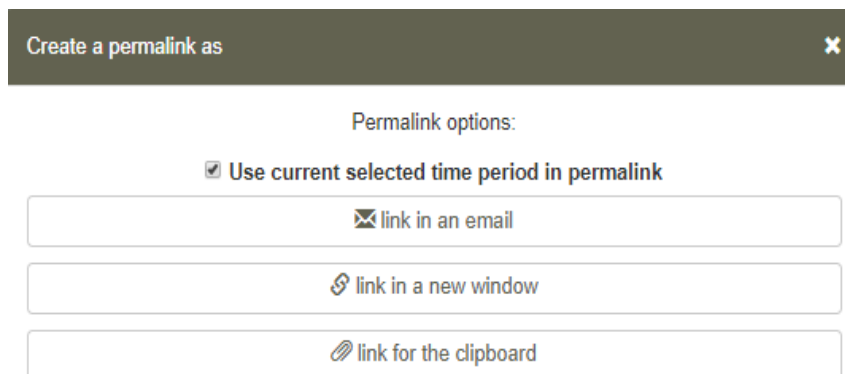 Create a permalink as
Permalink options:
Use current selected time period in permalink
link in an email
link in a new window
link for the clipboard